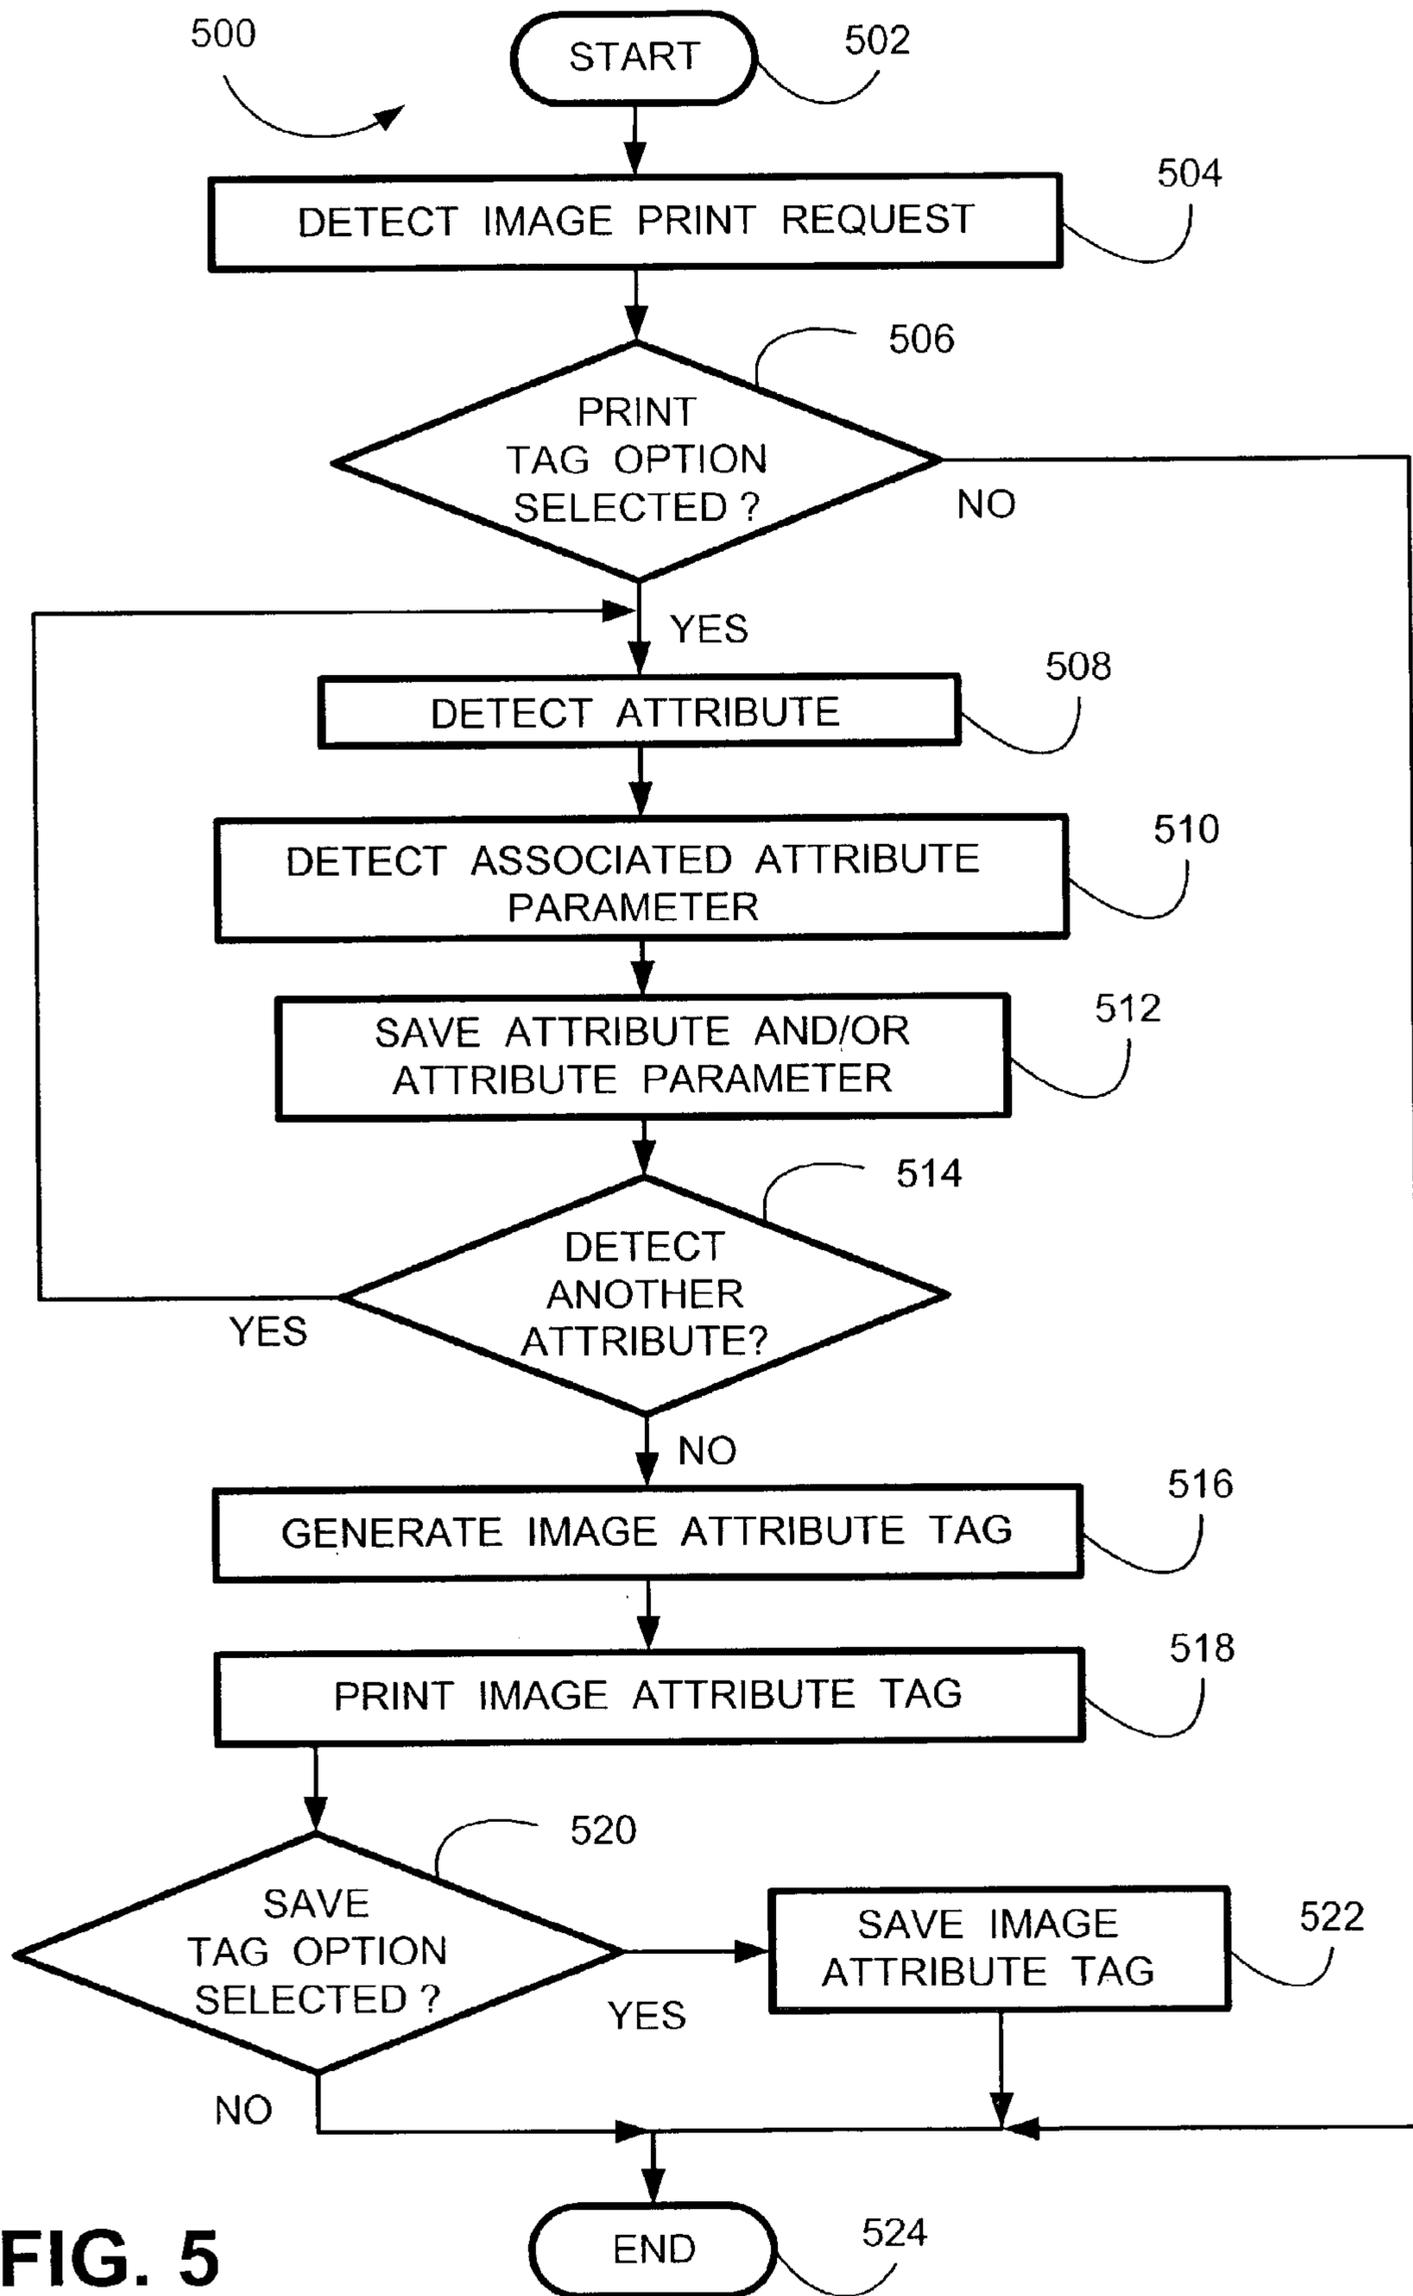 500
START
502
DETECT IMAGE PRINT REQUEST
504
506
PRINT
TAG OPTION
SELECTED ?
NO
YES
DETECT ATTRIBUTE
508
DETECT ASSOCIATED ATTRIBUTE
PARAMETER
510
SAVE ATTRIBUTE AND/OR
ATTRIBUTE PARAMETER
512
514
DETECT
ANOTHER
ATTRIBUTE?
YES
NO
GENERATE IMAGE ATTRIBUTE TAG
516
PRINT IMAGE ATTRIBUTE TAG
518
520
SAVE
TAG OPTION
SELECTED ?
YES
SAVE IMAGE
ATTRIBUTE TAG
522
NO
END
524
FIG. 5